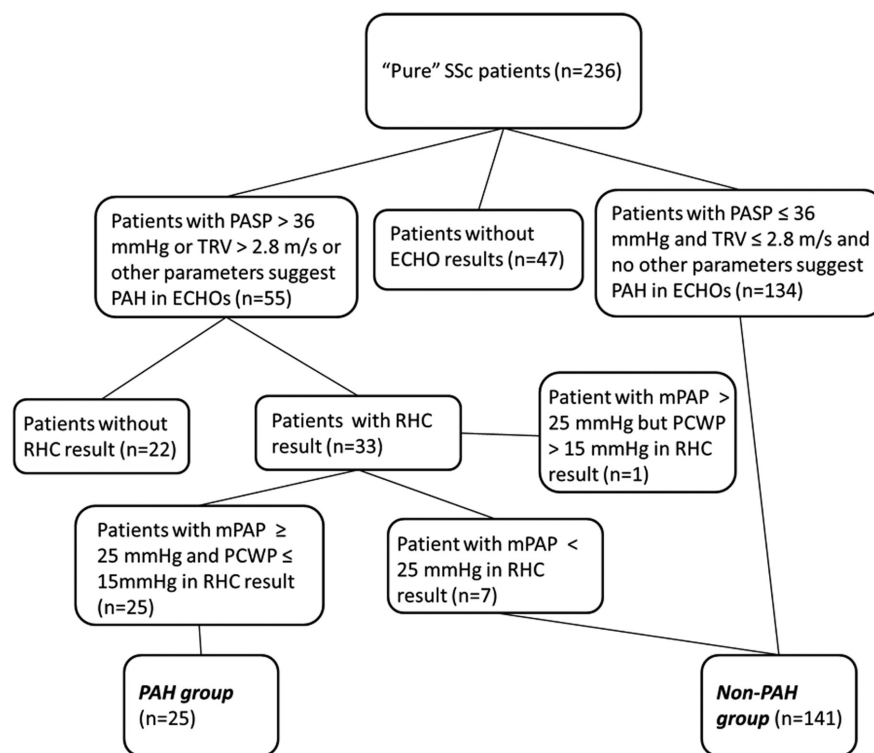 “Pure” SSc patients (n=236)
Patients with PASP > 36
mmHg or TRV > 2.8 m/s or
other parameters suggest
PAH in ECHOs (n=55)
Patients without
ECHO results (n=47)
Patients with PASP ≤ 36
mmHg and TRV ≤ 2.8 m/s and
no other parameters suggest
PAH in ECHOs (n=134)
Patients without
RHC result (n=22)
Patients with RHC
result (n=33)
Patient with mPAP >
25 mmHg but PCWP
> 15 mmHg in RHC
result (n=1)
Patients with mPAP ≥
25 mmHg and PCWP ≤
15mmHg in RHC result
(n=25)
Patient with mPAP <
25 mmHg in RHC
result (n=7)
PAH group
(n=25)
Non-PAH
group (n=141)